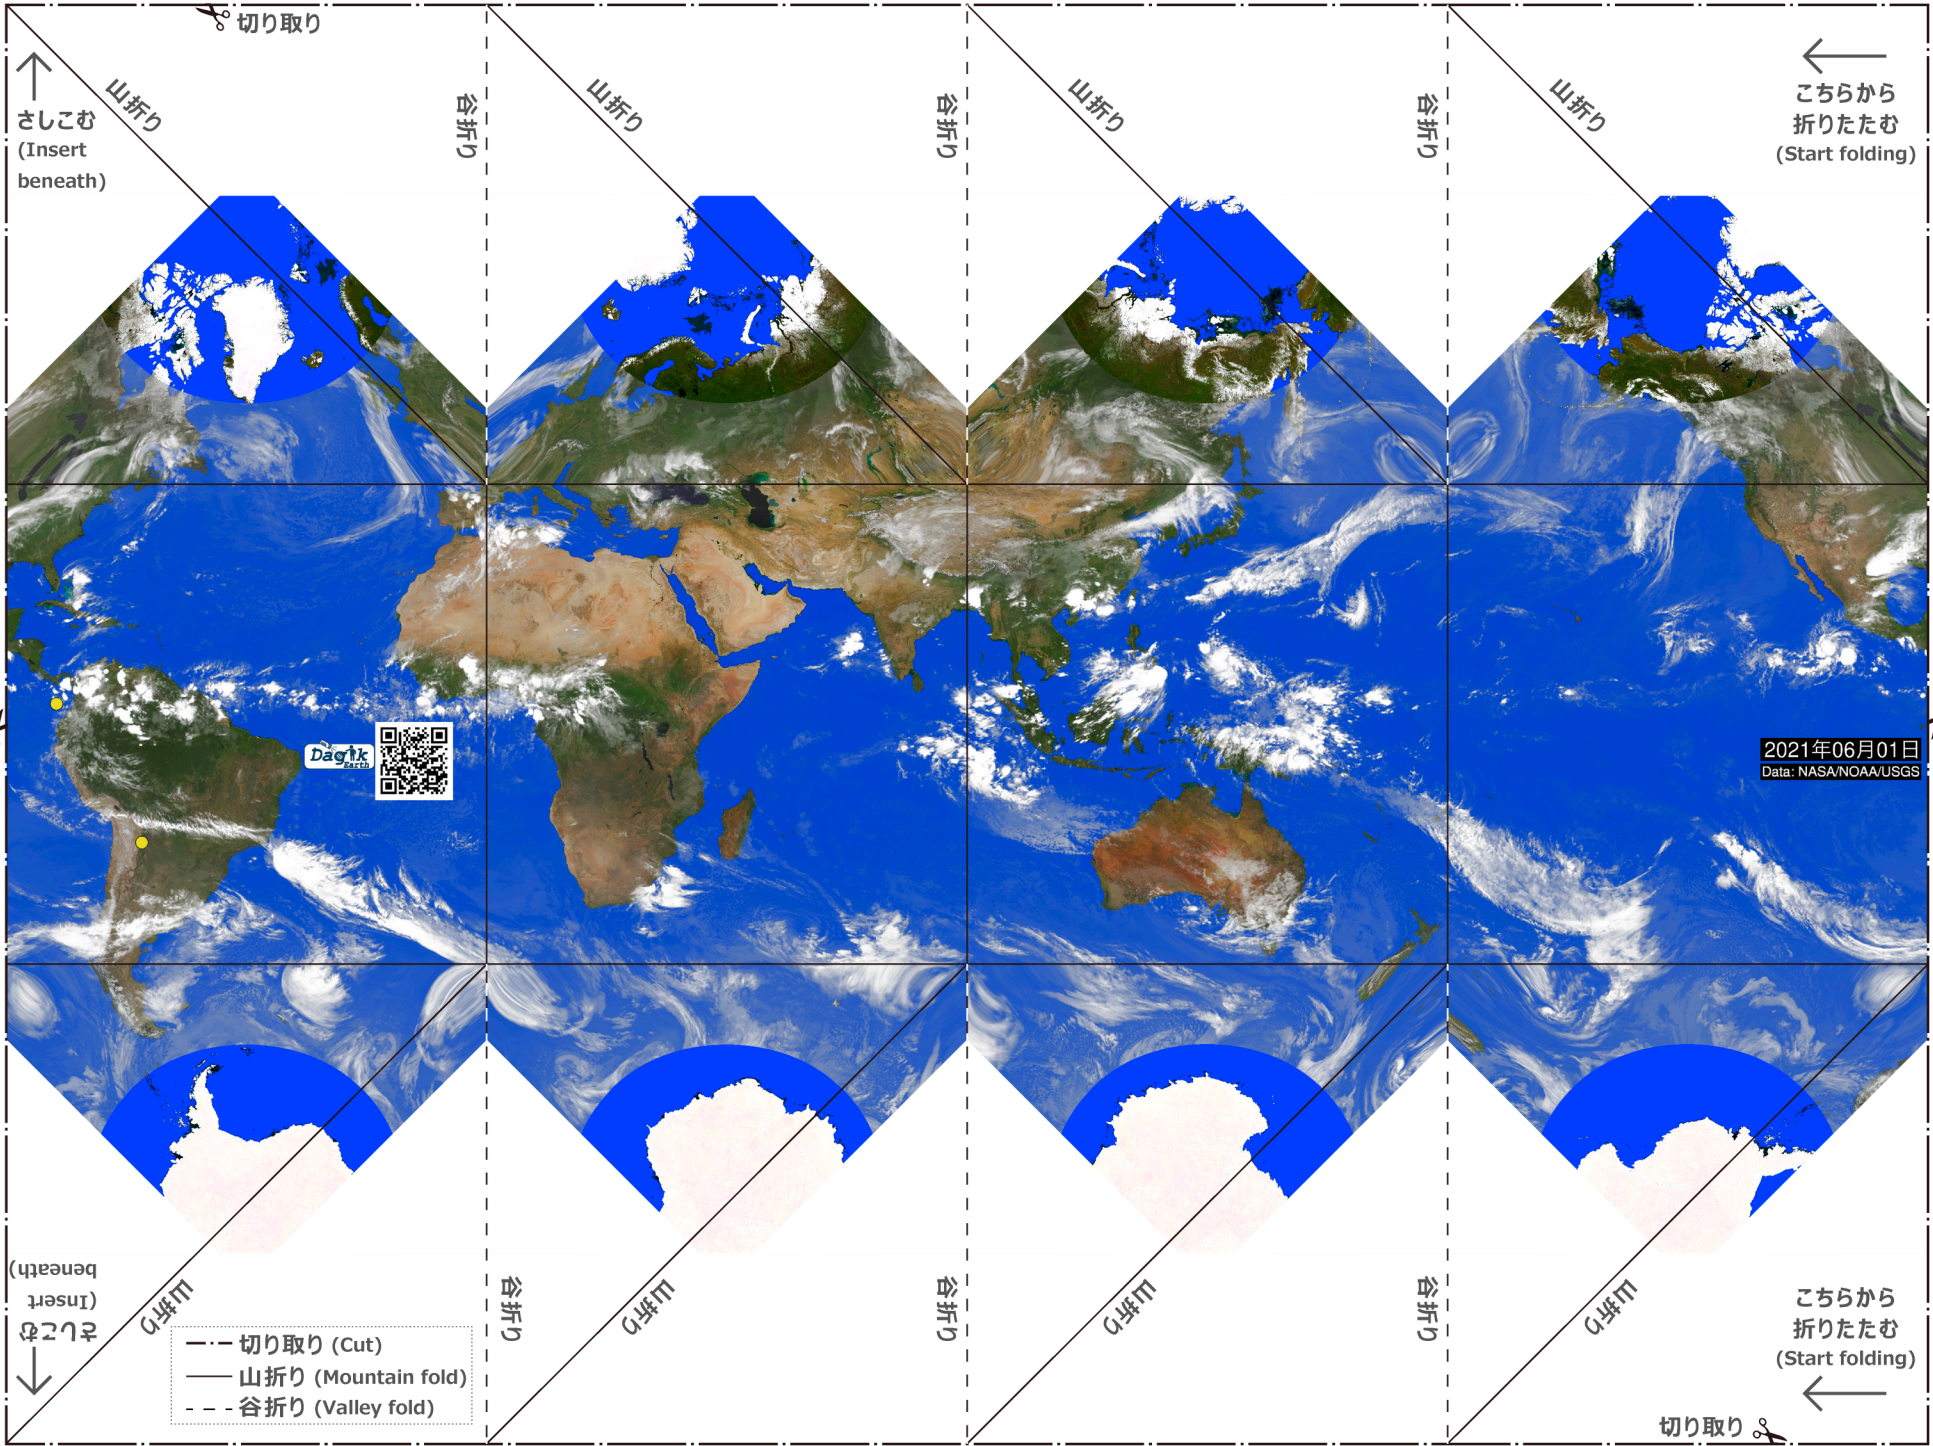 切り取り
さしこむ
(Insert
beneath)
山折り
谷折り
山折り
谷折り
山折り
谷折り
山折り
こちらから
折りたたむ
(Start folding)
Dagik
Earth
2021年06月01日
Data: NASA/NOAA/USGS
さしこむ
(Insert
beneath)
山折り
谷折り
山折り
谷折り
山折り
谷折り
山折り
こちらから
折りたたむ
(Start folding)
切り取り (Cut)
山折り (Mountain fold)
谷折り (Valley fold)
切り取り